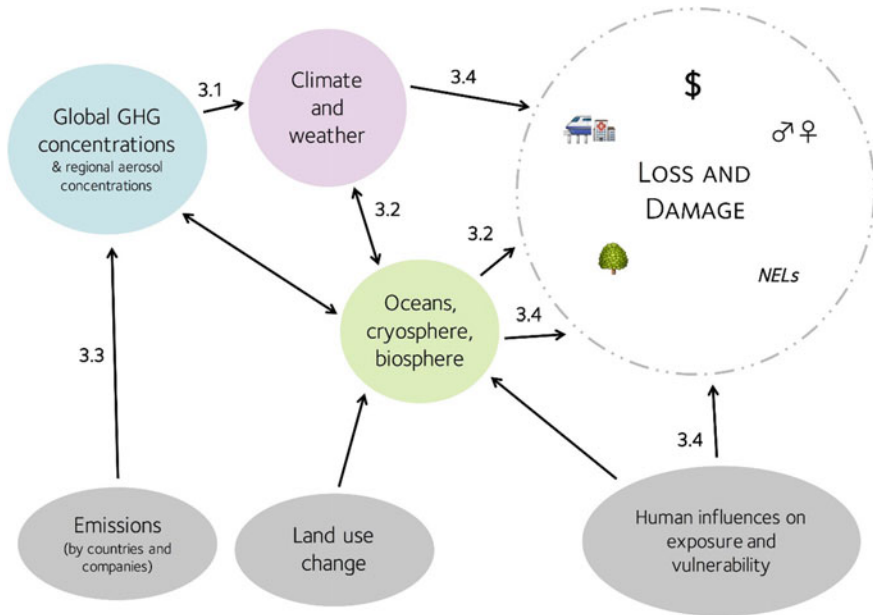 3.1
Global GHG
concentrations
& regional aerosol
concentrations
Climate
and
weather
3.4
$
♂♀
LOSS AND
DAMAGE
NELs
3.2
3.2
Oceans,
cryosphere,
biosphere
3.4
3.3
3.4
Emissions
(by countries and
companies)
Land use
change
Human influences on
exposure and
vulnerability